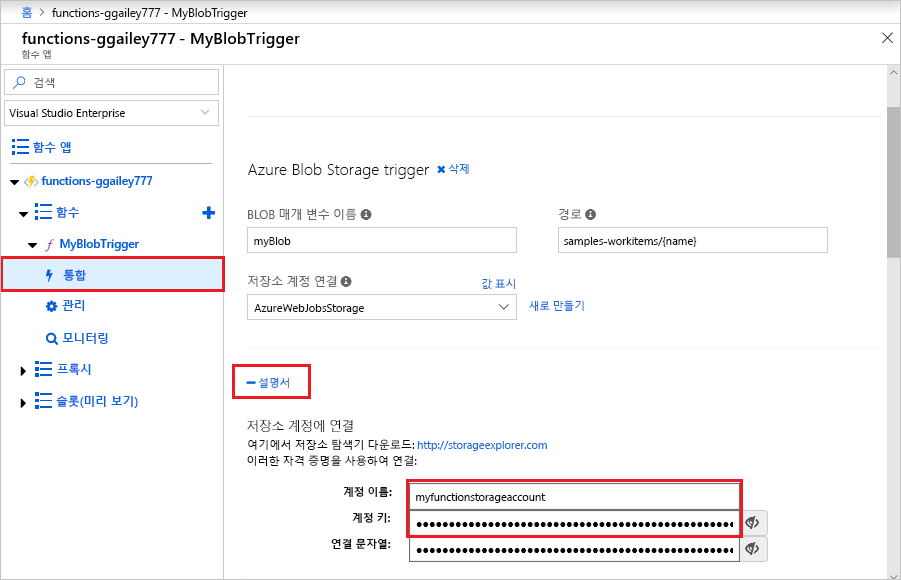 홈 > functions-ggailey777 - MyBlobTrigger
functions-ggailey777 - MyBlobTrigger
함수 앱
검색
Visual Studio Enterprise
함수 앱
functions-ggailey777
함수
MyBlobTrigger
통합
관리
모니터링
프록시
슬롯(미리 보기)
Azure Blob Storage trigger 삭제
BLOB 매개 변수 이름
경로
myBlob
samples-workitems/{name}
저장소 계정 연결
값 표시
AzureWebJobsStorage
새로 만들기
설명서
저장소 계정에 연결
여기에서 저장소 탐색기 다운로드: http://storageexplorer.com
이러한 자격 증명을 사용하여 연결:
계정 이름: myfunctionstorageaccount
계정 키:
연결 문자열: